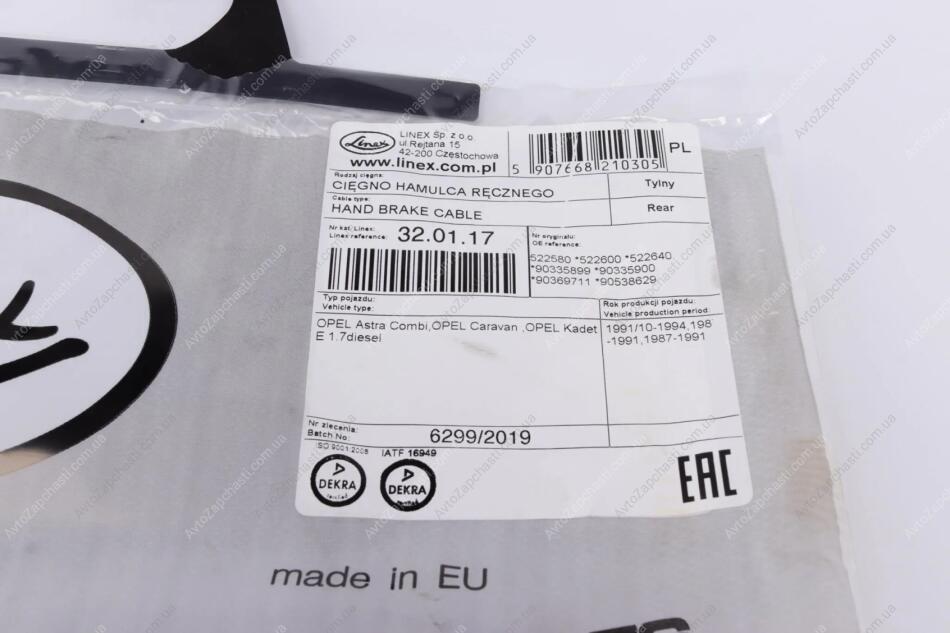 Linex
LINEX Sp. z o.o.
ul.Rejtana 15
42-200 Częstochowa
www.linex.com.pl
5 907668 210305
PL
Rodzaj cięgna:
CIĘGNO HAMULCA RĘCZNEGO
Tylny
Cable type:
HAND BRAKE CABLE
Rear
Nr kat. Linex:
Linex reference:
32.01.17
Nr oryginału:
OE reference:
522580 *522600 *522640
*90335899 *90335900
*90369711 *90538629
Typ pojazdu:
Vehicle type:
Rok produkcji pojazdu:
Vehicle production period:
OPEL Astra Combi,OPEL Caravan ,OPEL Kadet
E 1.7diesel
1991/10-1994,198
-1991,1987-1991
Nr zlecenia:
Batch No:
6299/2019
ISO 9001:2008
IATF 16949
DEKRA
DEKRA
EAC
made in EU
AvtoZapchasti.com.ua